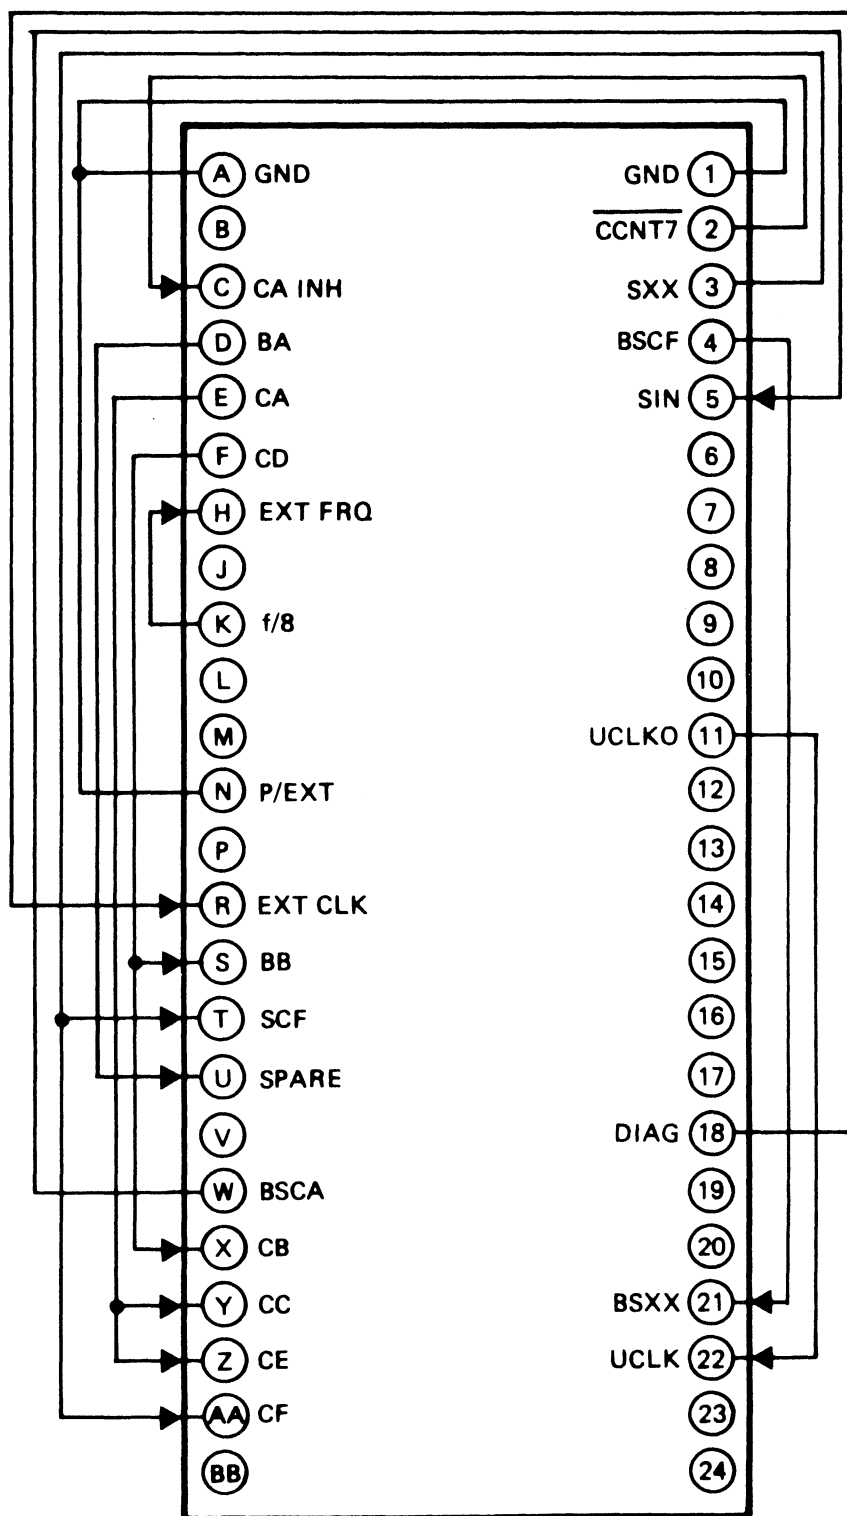 A GND GND 1
B CCNT7 2
C CA INH SXX 3
D BA BSCF 4
E CA SIN 5
F CD 6
H EXT FRQ 7
J 8
K f/8 9
L 10
M UCLKO 11
N P/EXT 12
P 13
R EXT CLK 14
S BB 15
T SCF 16
U SPARE 17
V DIAG 18
W BSCA 19
X CB 20
Y CC BSXX 21
Z CE UCLK 22
AA CF 23
BB 24